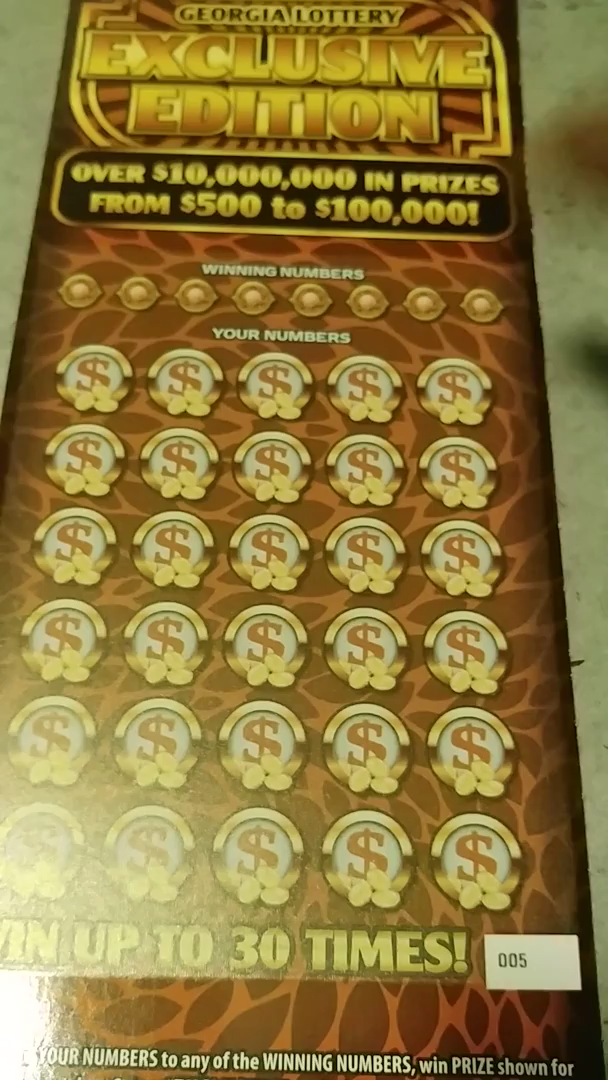 GEORGIA LOTTERY
EXCLUSIVE
EDITION
OVER $10,000,000 IN PRIZES
FROM $500 to $100,000!
WINNING NUMBERS
YOUR NUMBERS
WIN UP TO 30 TIMES!
005
YOUR NUMBERS to any of the WINNING NUMBERS, win PRIZE shown for